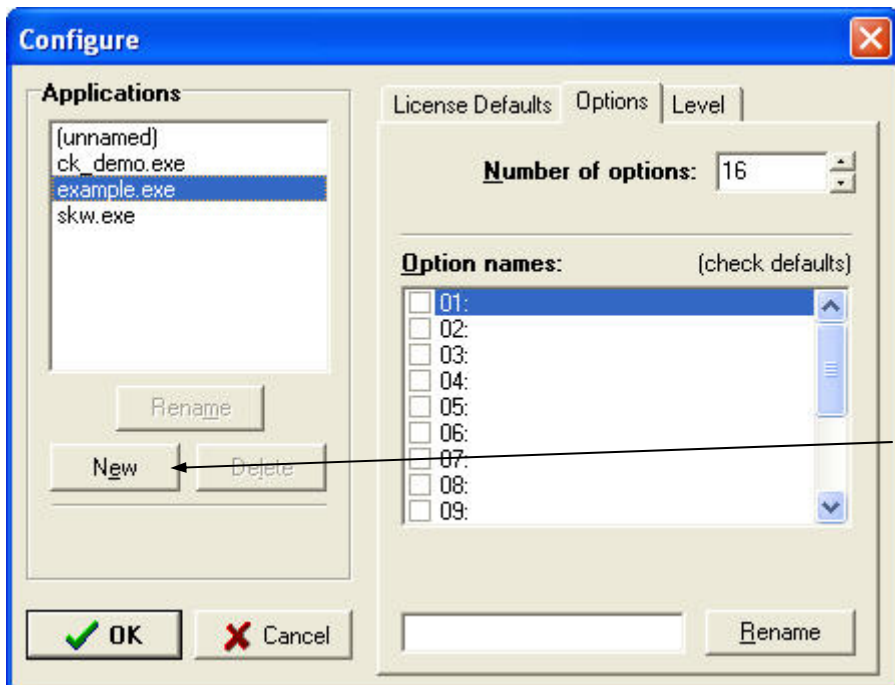 Configure
Applications
(unnamed)
ck_demo.exe
example.exe
skw.exe
Rename
New
Delete
OK
Cancel
License Defaults
Options
Level
Number of options:
16
Option names:
(check defaults)
01:
02:
03:
04:
05:
06:
07:
08:
09:
Rename